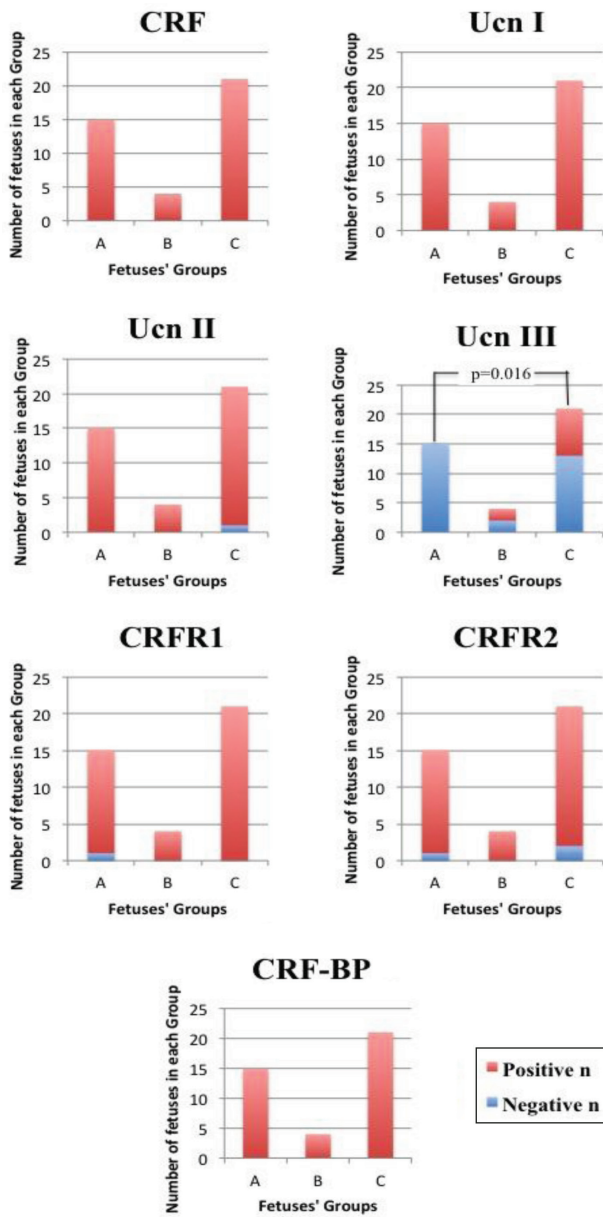 CRF
Number of fetuses in each Group
25
20
15
10
5
0
A B C
Fetuses' Groups
Ucn I
Number of fetuses in each Group
25
20
15
10
5
0
A B C
Fetuses' Groups
Ucn II
Number of fetuses in each Group
25
20
15
10
5
0
A B C
Fetuses' Groups
Ucn III
p=0.016
Number of fetuses in each Group
25
20
15
10
5
0
A B C
Fetuses' Groups
CRFR1
Number of fetuses in each Group
25
20
15
10
5
0
A B C
Fetuses' Groups
CRFR2
Number of fetuses in each Group
25
20
15
10
5
0
A B C
Fetuses' Groups
CRF-BP
Number of fetuses in each Group
25
20
15
10
5
0
A B C
Fetuses' Groups
Positive n
Negative n